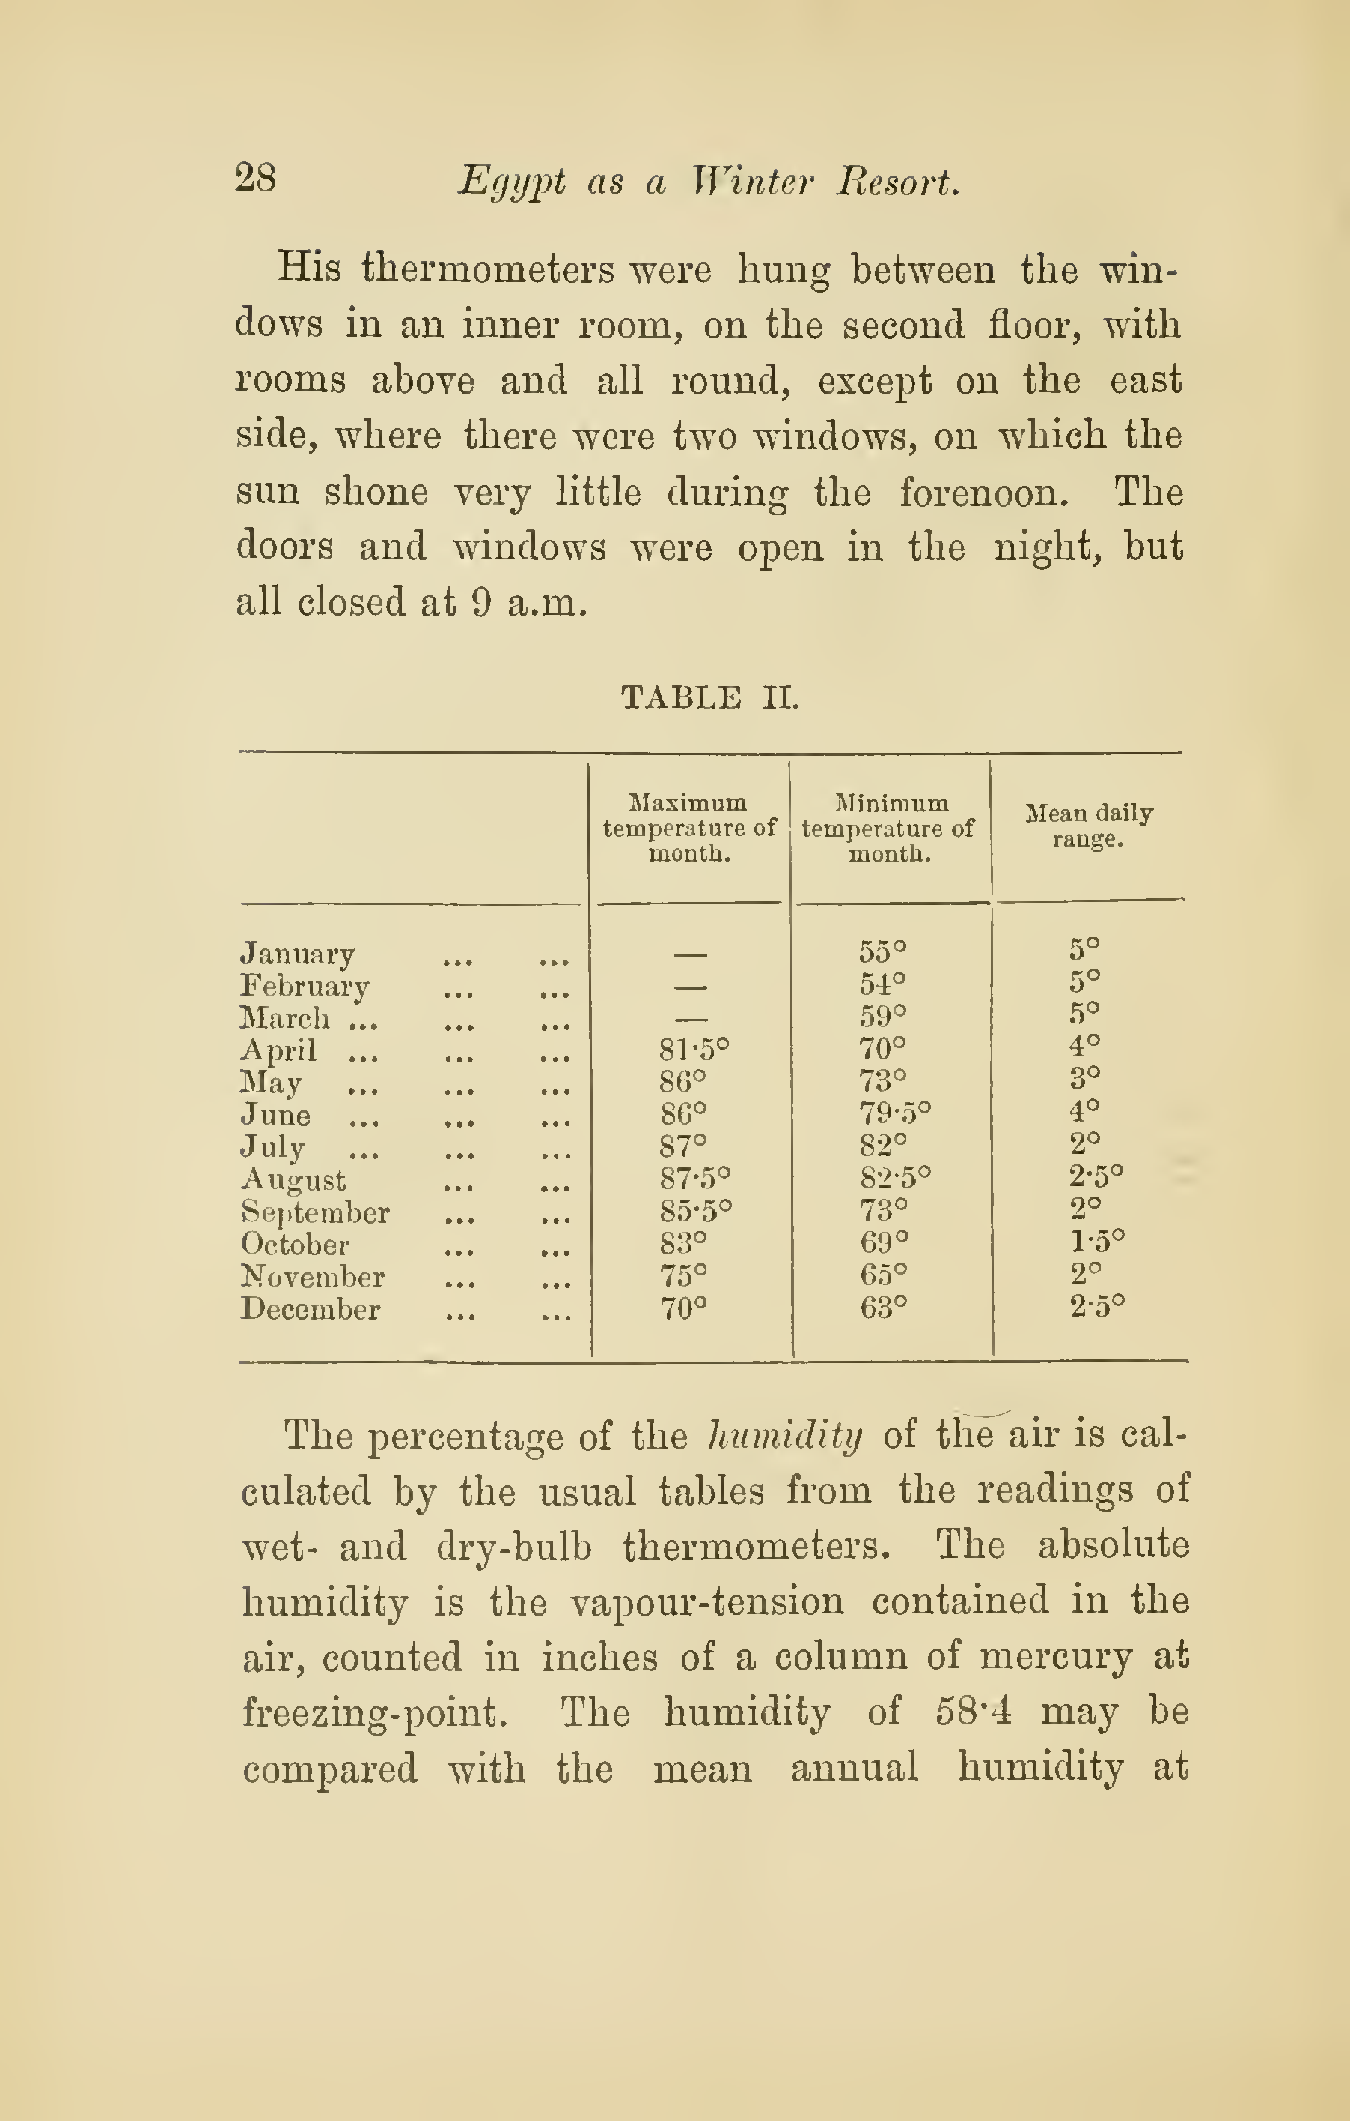 28 Egypt as a Winter Resort.
His thermometers were hung between the win-
dows in an inner room, on the second floor, with
rooms above and all round, except on the east
side, where there were two windows, on which the
sun shone very little during the forenoon. The
doors and windows were open in the night, but
all closed at 9 a.m.
TABLE II.
Maximum temperature of month. Minimum temperature of month. Mean daily range.
January ... ... — 55° 5°
February ... ... — 54° 5°
March ... ... ... — 59° 5°
April ... ... ... 81·5° 70° 4°
May ... ... ... 86° 73° 3°
June ... ... ... 86° 79·5° 4°
July ... ... ... 87° 82° 2°
August ... ... 87·5° 82·5° 2·5°
September ... ... 85·5° 73° 2°
October ... ... 83° 69° 1·5°
November ... ... 75° 65° 2°
December ... ... 70° 63° 2·5°
The percentage of the humidity of the air is cal-
culated by the usual tables from the readings of
wet- and dry-bulb thermometers. The absolute
humidity is the vapour-tension contained in the
air, counted in inches of a column of mercury at
freezing-point. The humidity of 58·4 may be
compared with the mean annual humidity at